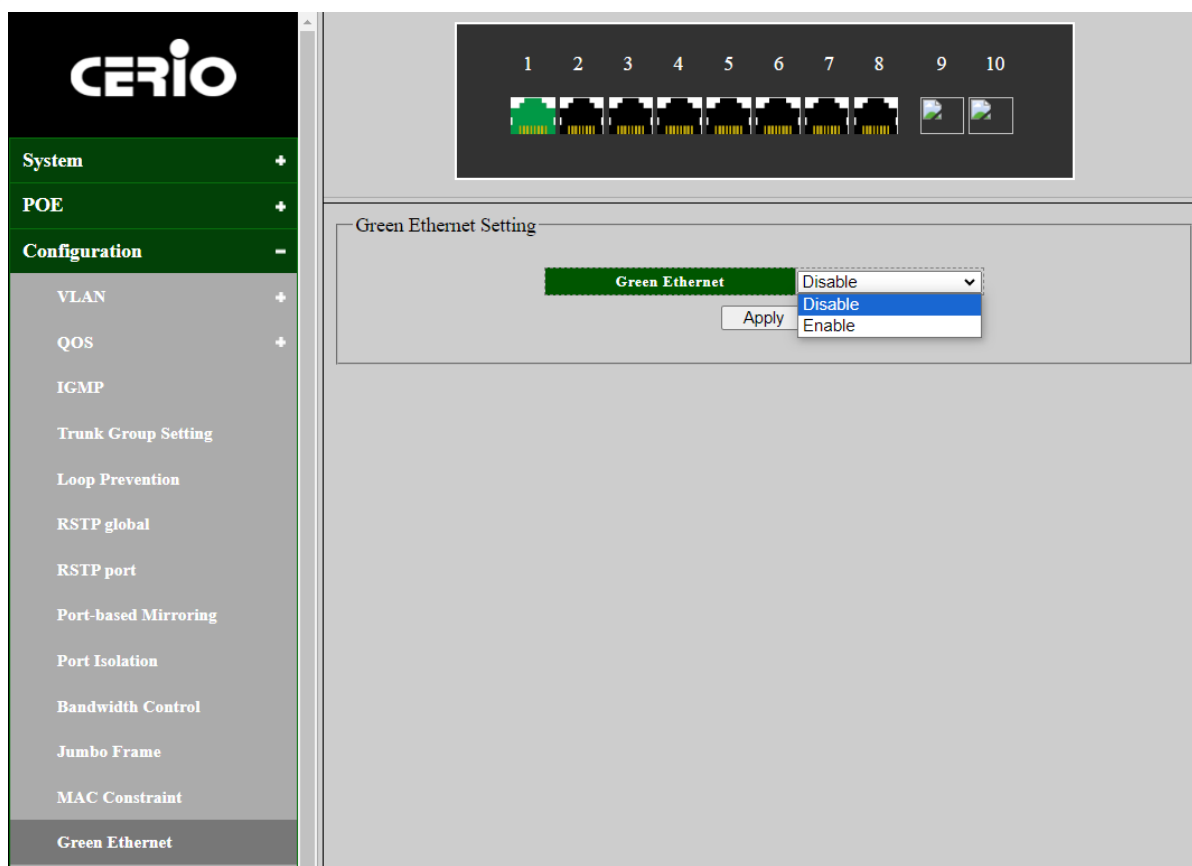 CERIO
System
POE
Configuration
VLAN
QOS
IGMP
Trunk Group Setting
Loop Prevention
RSTP global
RSTP port
Port-based Mirroring
Port Isolation
Bandwidth Control
Jumbo Frame
MAC Constraint
Green Ethernet
1 2 3 4 5 6 7 8 9 10
Green Ethernet Setting
Green Ethernet Disable
Disable
Apply
Enable